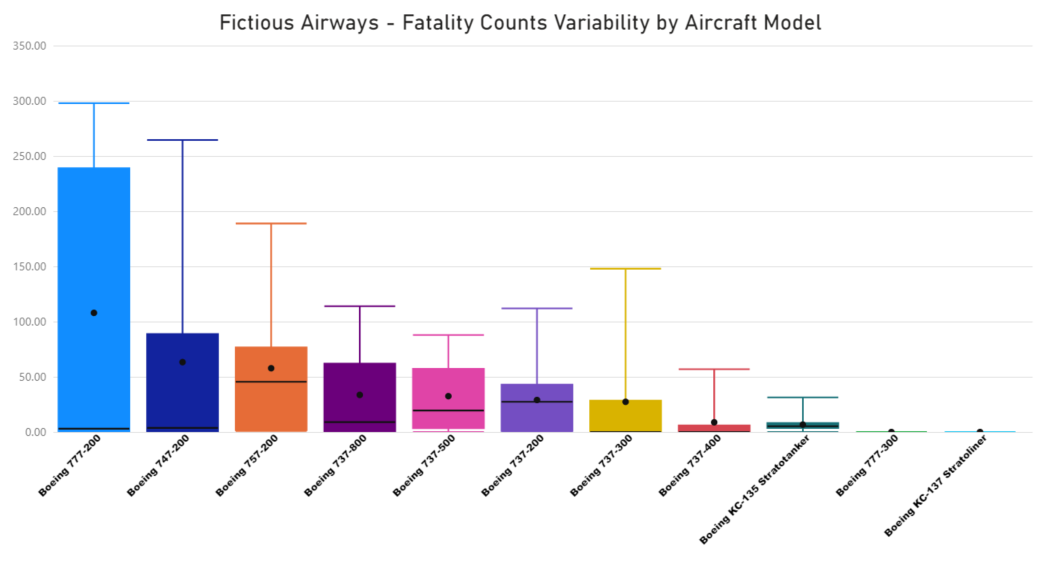 Fictious Airways - Fatality Counts Variability by Aircraft Model
350.00
300.00
250.00
200.00
150.00
100.00
50.00
0.00
Boeing 777-200
Boeing 747-200
Boeing 757-200
Boeing 737-800
Boeing 737-500
Boeing 737-200
Boeing 737-300
Boeing 737-400
Boeing KC-135 Stratotanker
Boeing 777-300
Boeing KC-137 Stratoliner